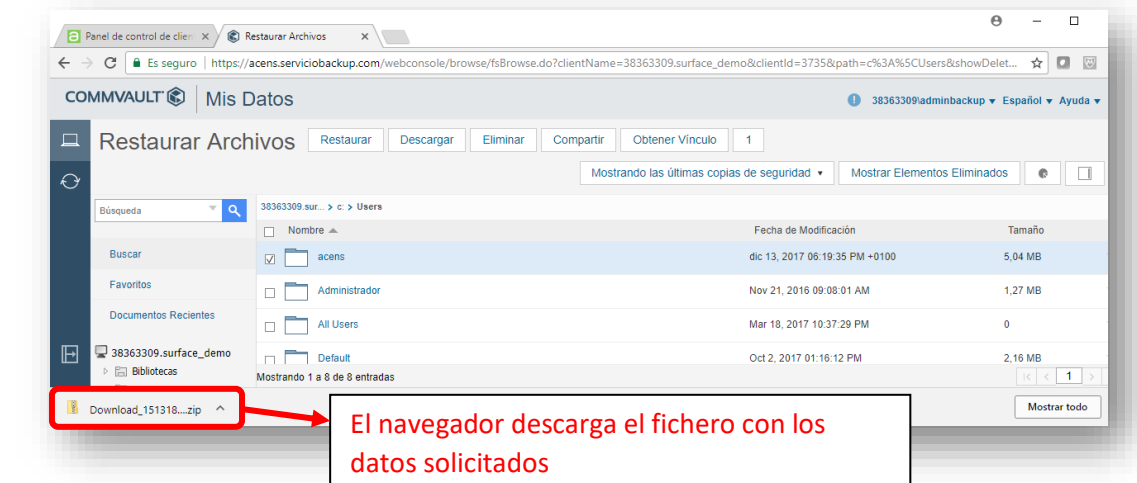 Panel de control de clien
Restaurar Archivos
Es seguro | https://acens.serviciobackup.com/webconsole/browse/fsBrowse.do?clientName=38363309.surface_demo&clientId=3735&path=c%3A%5CUsers&showDelet...
COMMVAULT Mis Datos
38363309\adminbackup Español Ayuda
Restaurar Archivos Restaurar Descargar Eliminar Compartir Obtener Vínculo 1
Mostrando las últimas copias de seguridad Mostrar Elementos Eliminados
Búsqueda
38363309.sur... > c: > Users
Nombre Fecha de Modificación Tamaño
Buscar
acens dic 13, 2017 06:19:35 PM +0100 5,04 MB
Favoritos
Administrador Nov 21, 2016 09:08:01 AM 1,27 MB
Documentos Recientes
All Users Mar 18, 2017 10:37:29 PM 0
38363309.surface_demo
Default Oct 2, 2017 01:16:12 PM 2,16 MB
Bibliotecas
Mostrando 1 a 8 de 8 entradas
1
Download_151318....zip
Mostrar todo
El navegador descarga el fichero con los
datos solicitados